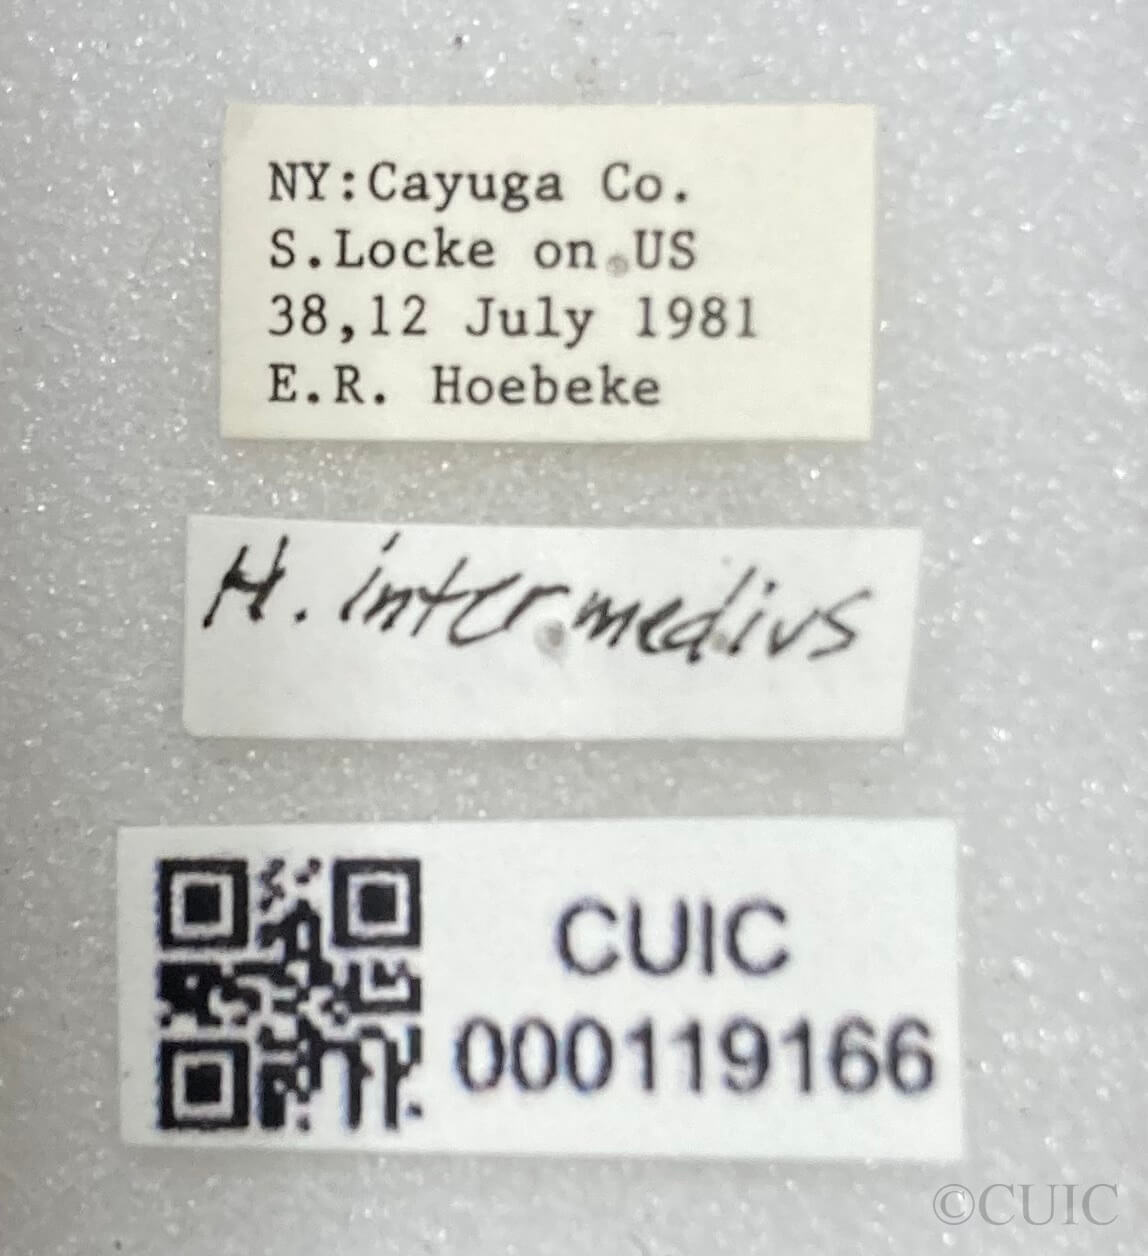 NY:Cayuga Co.
S.Locke on US
38,12 July 1981
E.R. Hoebeke
H. intermedius
CUIC
000119166
©CUIC